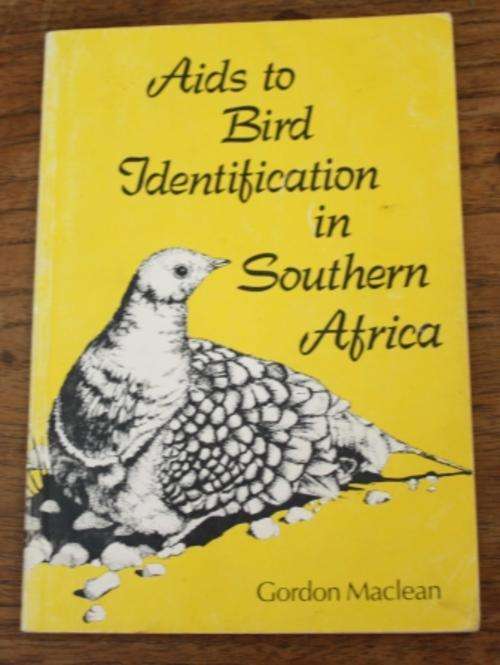 Aids to
Bird
Identification
in
Southern
Africa
Gordon Maclean